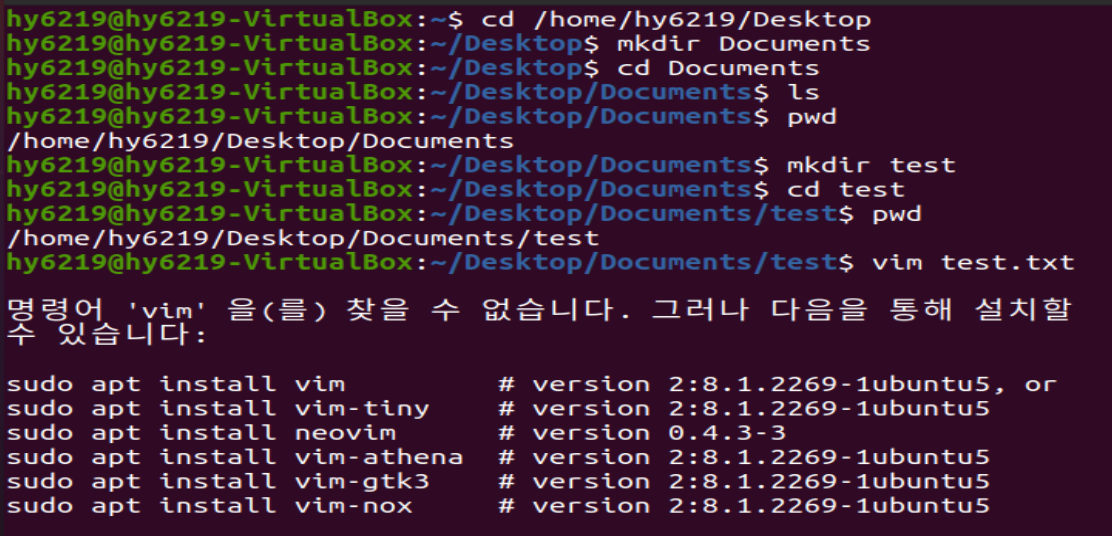 hy6219@hy6219-VirtualBox:~$ cd /home/hy6219/Desktop
hy6219@hy6219-VirtualBox:~/Desktop$ mkdir Documents
hy6219@hy6219-VirtualBox:~/Desktop$ cd Documents
hy6219@hy6219-VirtualBox:~/Desktop/Documents$ ls
hy6219@hy6219-VirtualBox:~/Desktop/Documents$ pwd
/home/hy6219/Desktop/Documents
hy6219@hy6219-VirtualBox:~/Desktop/Documents$ mkdir test
hy6219@hy6219-VirtualBox:~/Desktop/Documents$ cd test
hy6219@hy6219-VirtualBox:~/Desktop/Documents/test$ pwd
/home/hy6219/Desktop/Documents/test
hy6219@hy6219-VirtualBox:~/Desktop/Documents/test$ vim test.txt
명령어 'vim' 을(를) 찾을 수 없습니다. 그러나 다음을 통해 설치할
수 있습니다:
sudo apt install vim         # version 2:8.1.2269-1ubuntu5, or
sudo apt install vim-tiny    # version 2:8.1.2269-1ubuntu5
sudo apt install neovim      # version 0.4.3-3
sudo apt install vim-athena  # version 2:8.1.2269-1ubuntu5
sudo apt install vim-gtk3    # version 2:8.1.2269-1ubuntu5
sudo apt install vim-nox     # version 2:8.1.2269-1ubuntu5